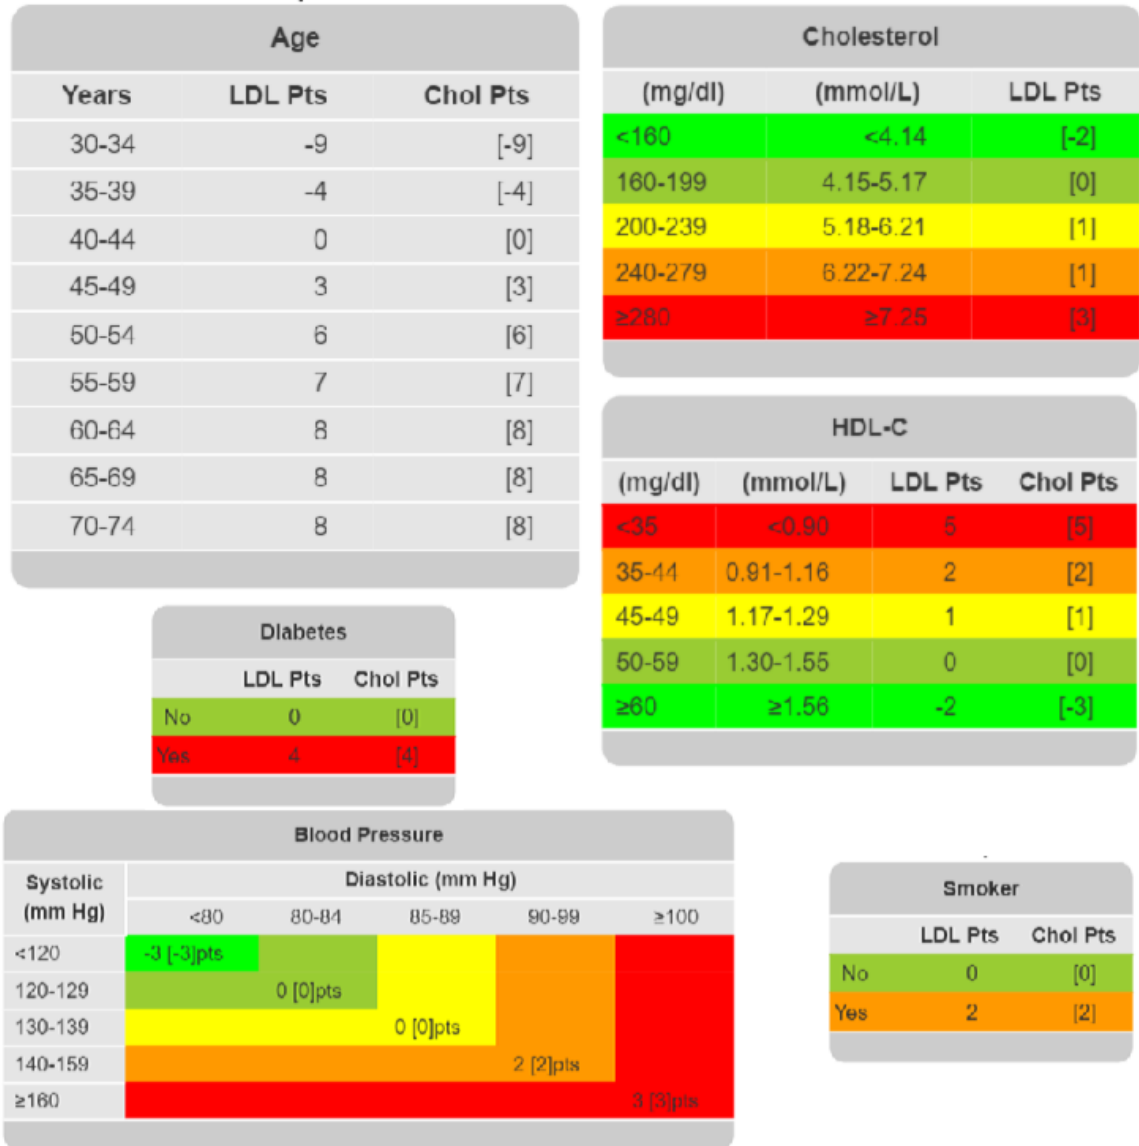 Age
Years LDL Pts Chol Pts
30-34 -9 [-9]
35-39 -4 [-4]
40-44 0 [0]
45-49 3 [3]
50-54 6 [6]
55-59 7 [7]
60-64 8 [8]
65-69 8 [8]
70-74 8 [8]
Cholesterol
(mg/dl) (mmol/L) LDL Pts
<160 <4.14 [-2]
160-199 4.15-5.17 [0]
200-239 5.18-6.21 [1]
240-279 6.22-7.24 [1]
≥280 ≥7.25 [3]
HDL-C
(mg/dl) (mmol/L) LDL Pts Chol Pts
<35 <0.90 5 [5]
35-44 0.91-1.16 2 [2]
45-49 1.17-1.29 1 [1]
50-59 1.30-1.55 0 [0]
≥60 ≥1.56 -2 [-3]
Diabetes
LDL Pts Chol Pts
No 0 [0]
Yes 4 [4]
Blood Pressure
Systolic (mm Hg) Diastolic (mm Hg)
<80 80-84 85-89 90-99 ≥100
<120 -3 [-3]pts
120-129 0 [0]pts
130-139 0 [0]pts
140-159 2 [2]pts
≥160 3 [3]pts
Smoker
LDL Pts Chol Pts
No 0 [0]
Yes 2 [2]